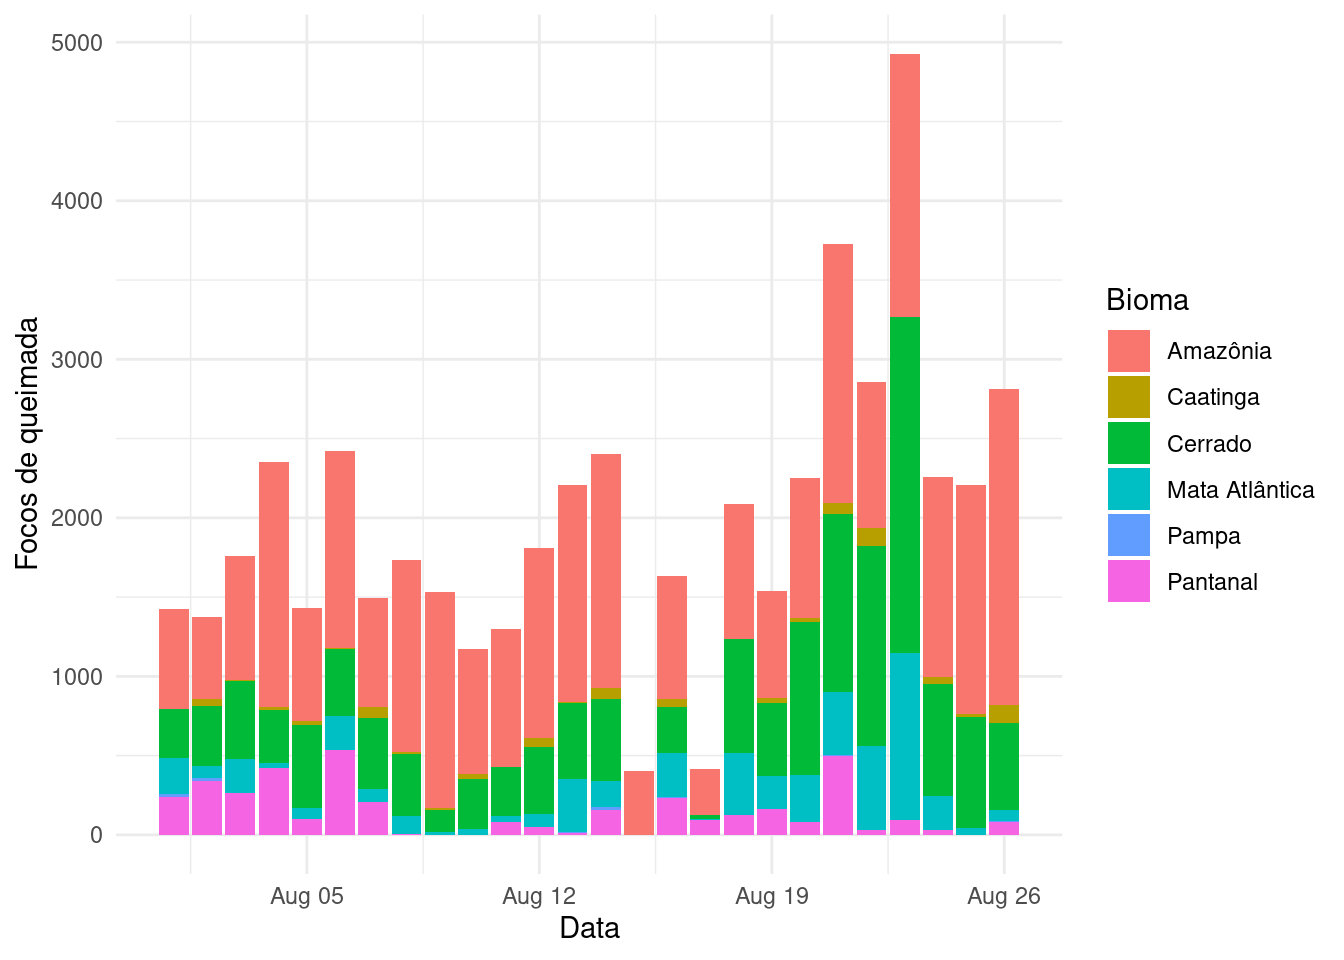 5000
4000
3000
2000
1000
0
Focos de queimada
Aug 05
Aug 12
Aug 19
Aug 26
Data
Bioma
Amazônia
Caatinga
Cerrado
Mata Atlântica
Pampa
Pantanal